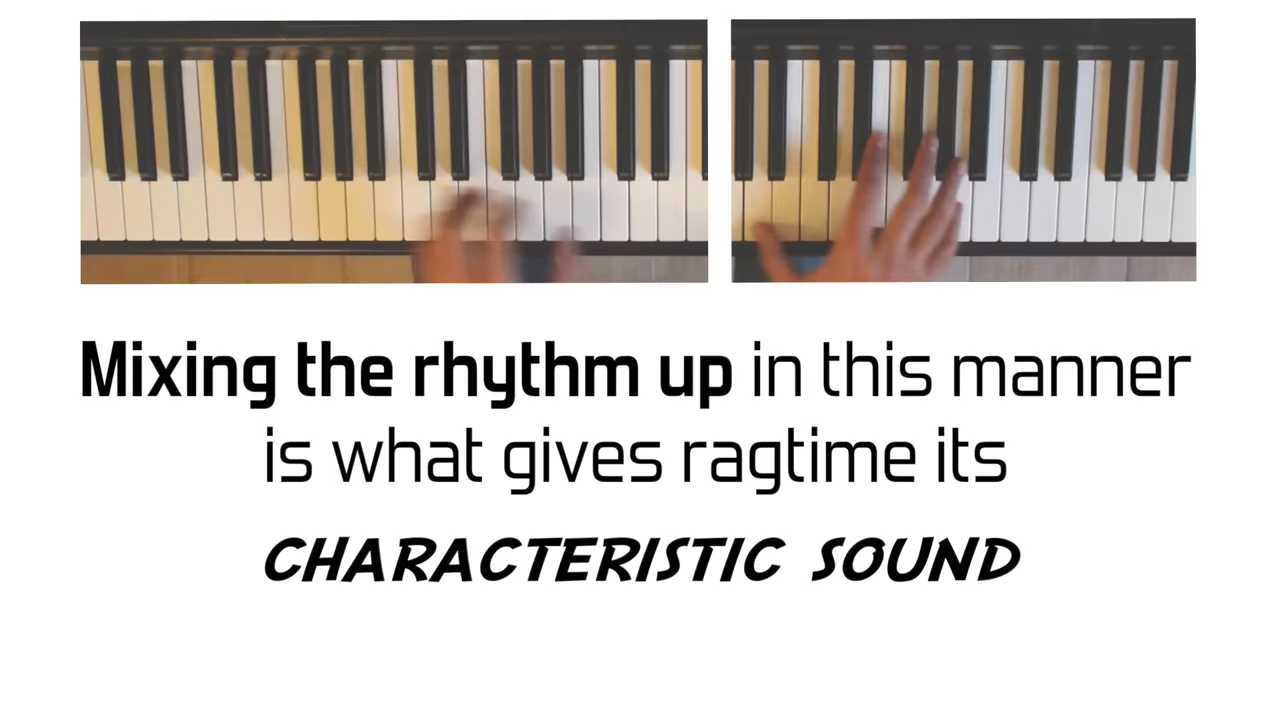 Mixing the rhythm up in this manner
is what gives ragtime its
CHARACTERISTIC SOUND